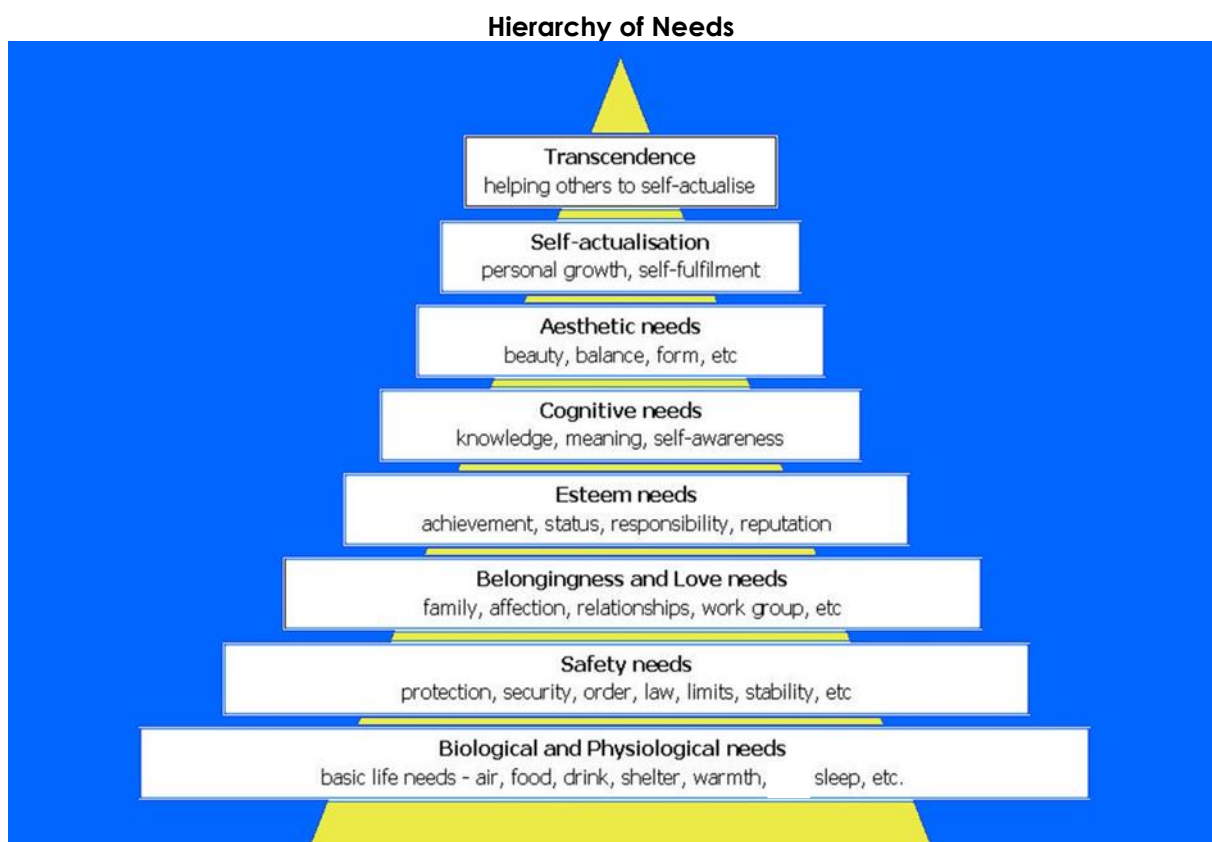 Hierarchy of Needs
Transcendence
helping others to self-actualise
Self-actualisation
personal growth, self-fulfilment
Aesthetic needs
beauty, balance, form, etc
Cognitive needs
knowledge, meaning, self-awareness
Esteem needs
achievement, status, responsibility, reputation
Belongingness and Love needs
family, affection, relationships, work group, etc
Safety needs
protection, security, order, law, limits, stability, etc
Biological and Physiological needs
basic life needs - air, food, drink, shelter, warmth, sleep, etc.